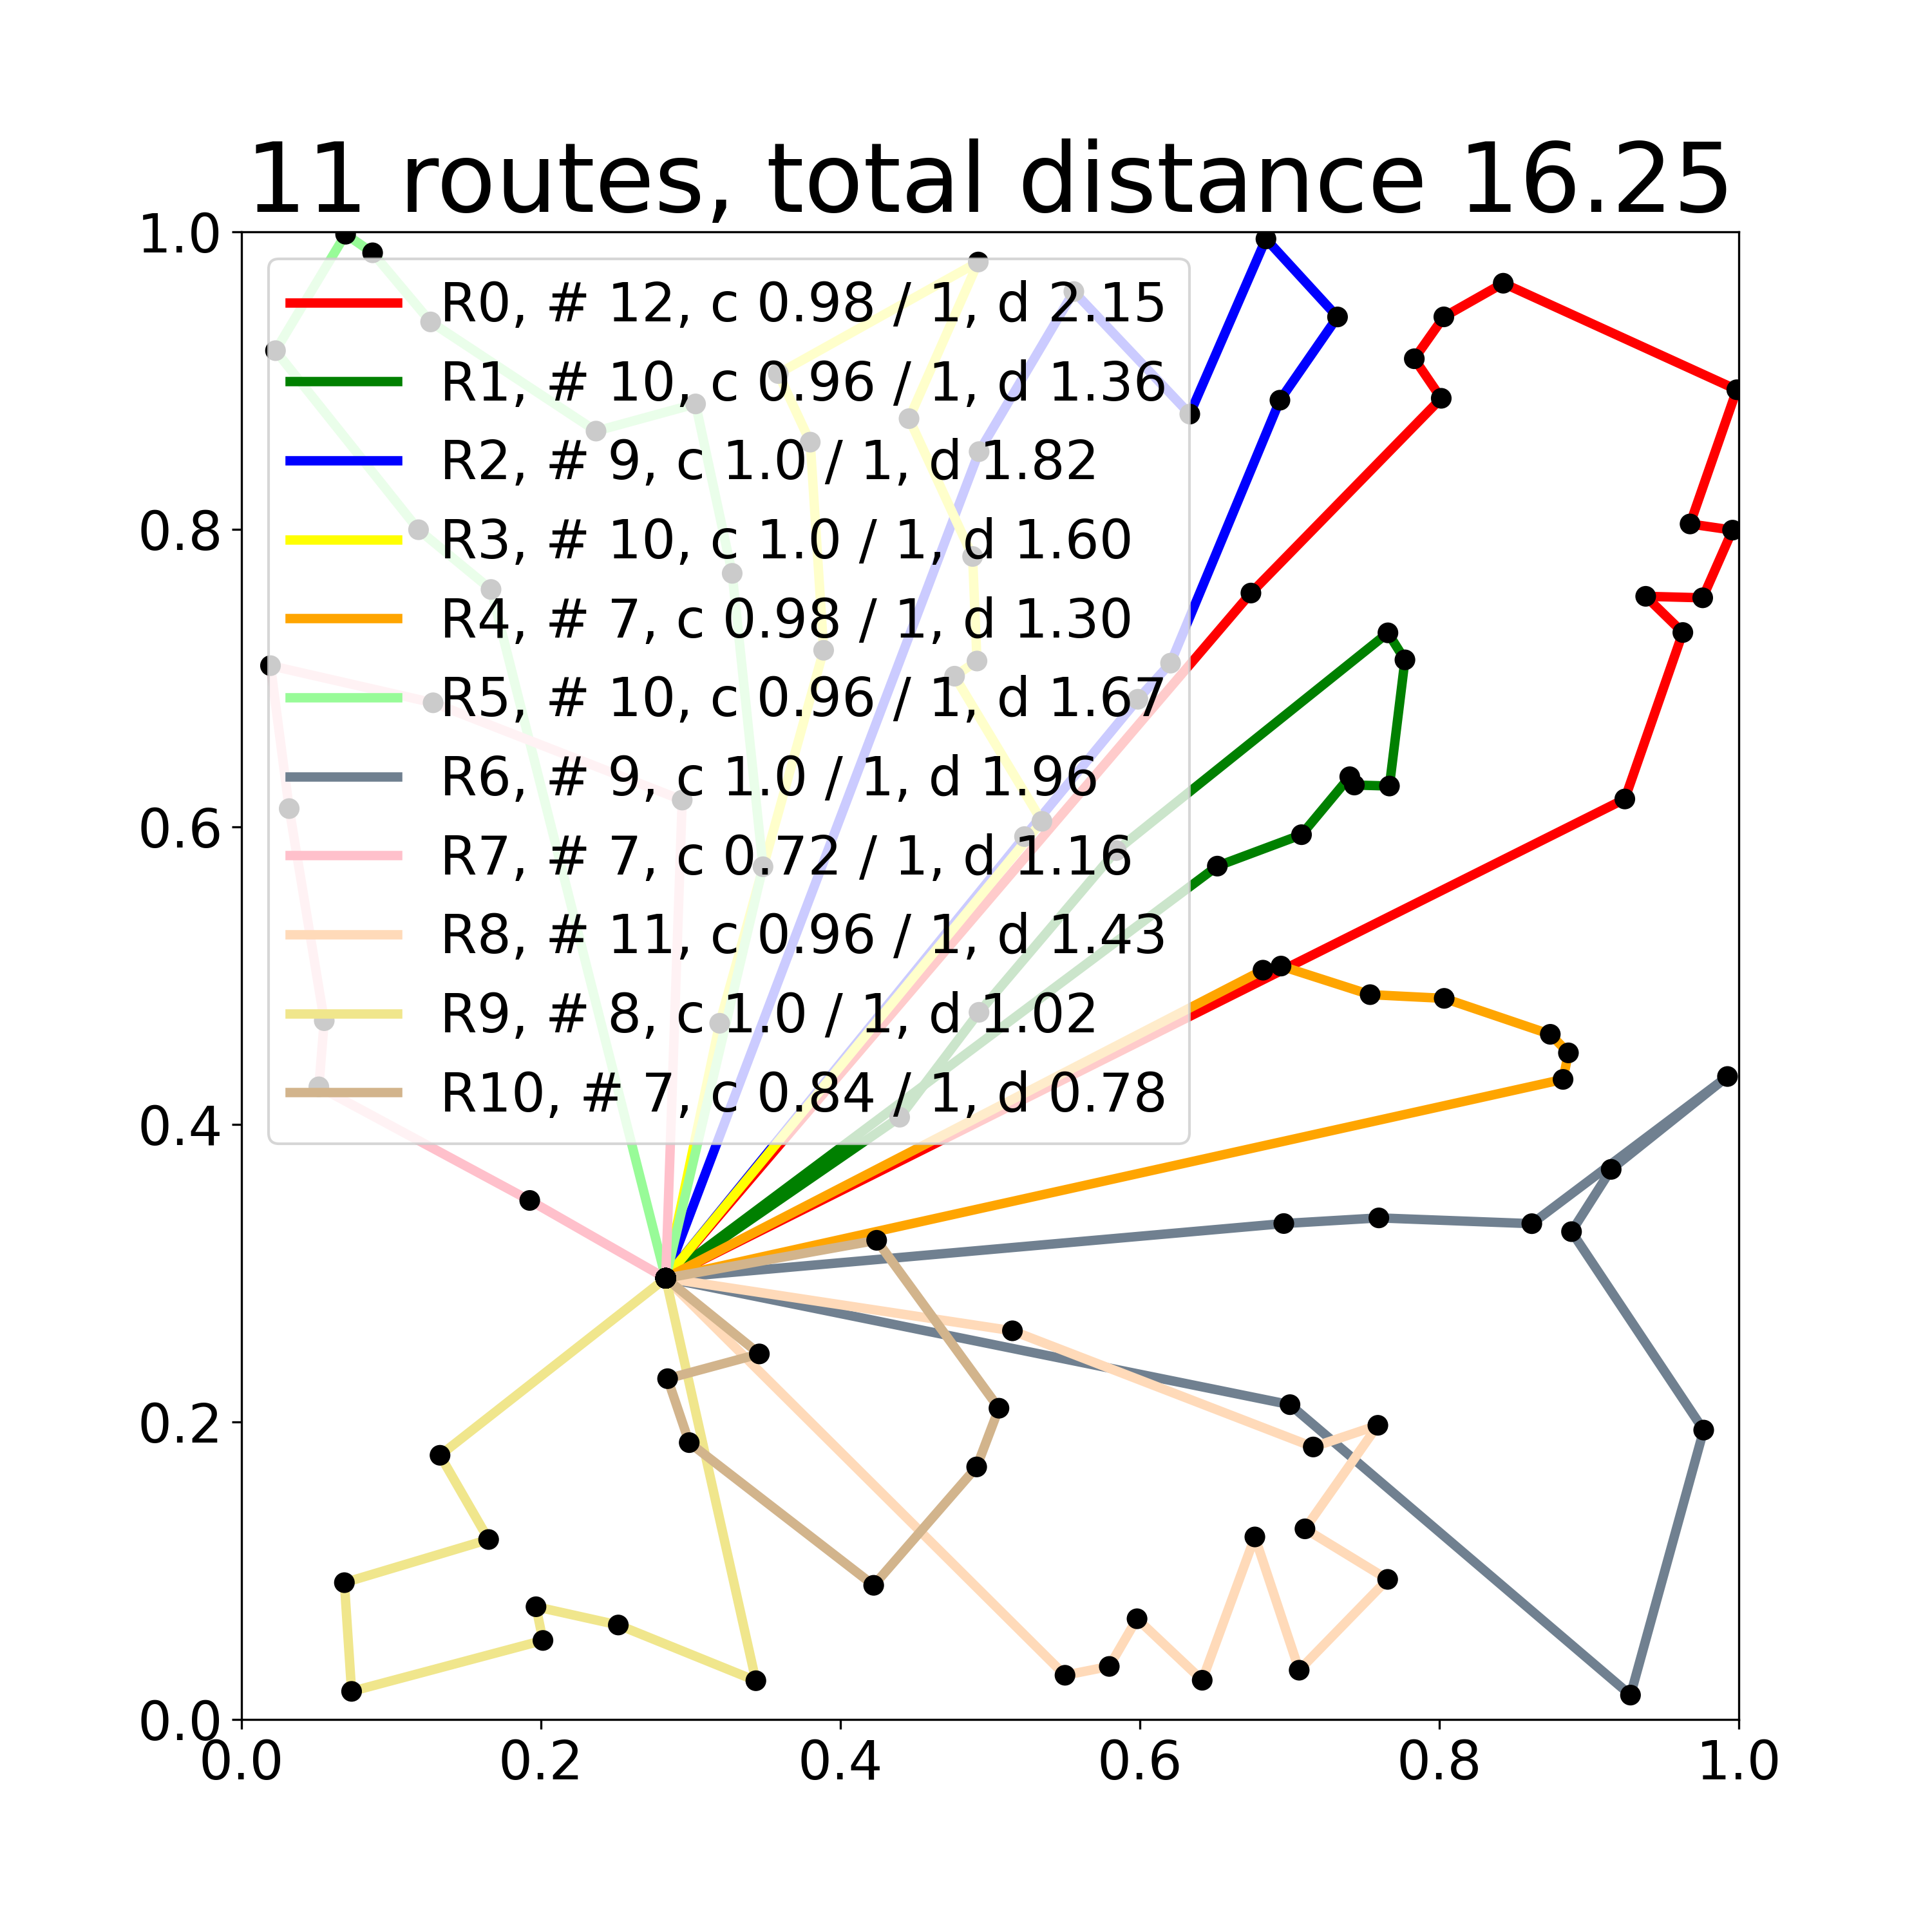 11 routes, total distance 16.25
1.0
0.8
0.6
0.4
0.2
0.0
R0, # 12, c 0.98 / 1, d 2.15
R1, # 10, c 0.96 / 1, d 1.36
R2, # 9, c 1.0 / 1, d 1.82
R3, # 10, c 1.0 / 1, d 1.60
R4, # 7, c 0.98 / 1, d 1.30
R5, # 10, c 0.96 / 1, d 1.67
R6, # 9, c 1.0 / 1, d 1.96
R7, # 7, c 0.72 / 1, d 1.16
R8, # 11, c 0.96 / 1, d 1.43
R9, # 8, c 1.0 / 1, d 1.02
R10, # 7, c 0.84 / 1, d 0.78
0.0 0.2 0.4 0.6 0.8 1.0